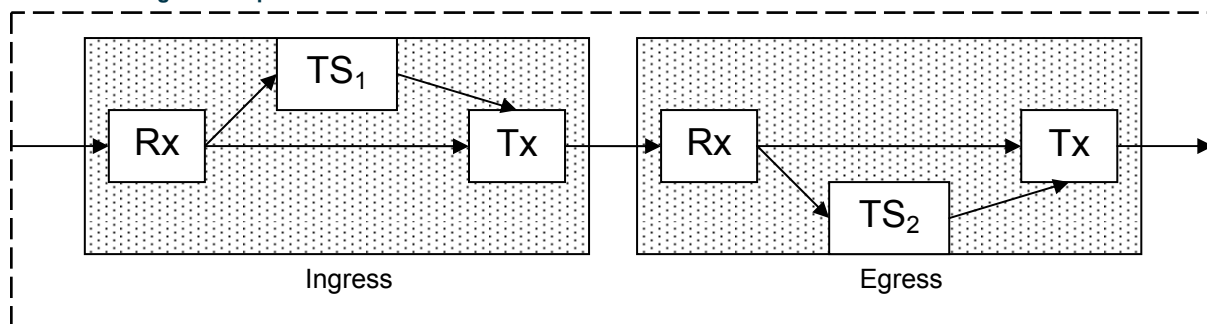 TS₁
Rx
Tx
Rx
Tx
TS₂
Ingress
Egress